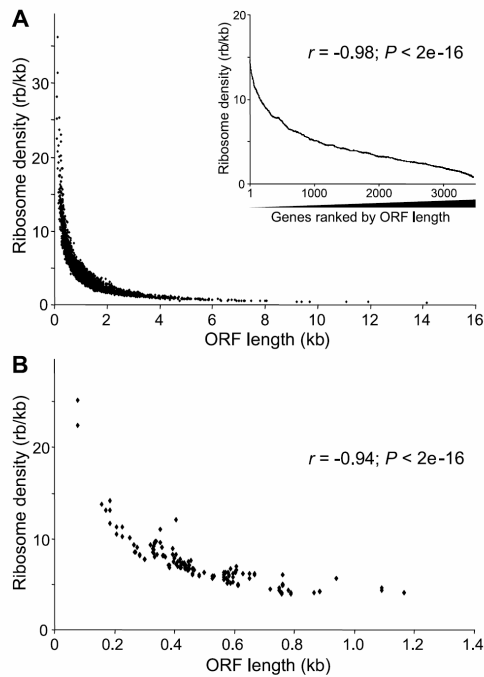 A
Ribosome density (rb/kb)
30
20
10
0
0 2 4 6 8 10 12 14 16
ORF length (kb)
Ribosome density (rb/kb)
20
15
10
5
0
r = -0.98; P < 2e-16
1 1000 2000 3000
Genes ranked by ORF length
B
Ribosome density (rb/kb)
20
10
0
r = -0.94; P < 2e-16
0 0.2 0.4 0.6 0.8 1.0 1.2 1.4
ORF length (kb)